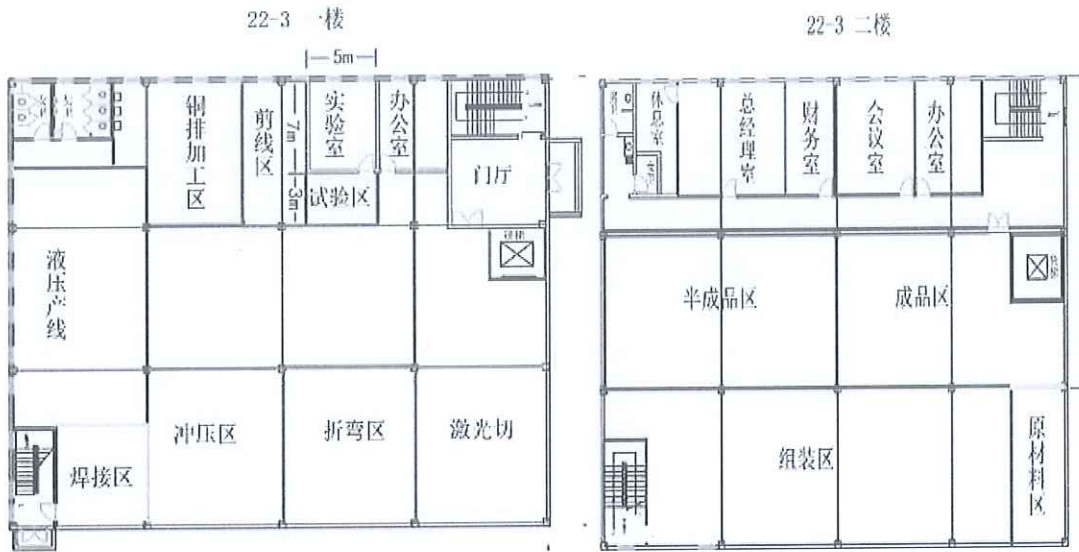 22-3 一楼
5m
铜排加工区
剪线区
7m
3m
实验室
办公室
试验区
门厅
液压产线
冲压区
折弯区
激光切
焊接区
22-3 二楼
休息室
总经理室
财务室
会议室
办公室
半成品区
成品区
组装区
原材料区